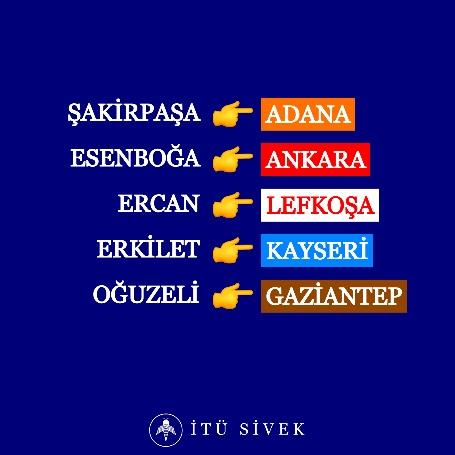 ŞAKİRPAŞA 👉 ADANA
ESENBOĞA 👉 ANKARA
ERCAN 👉 LEFKOŞA
ERKİLET 👉 KAYSERİ
OĞUZELİ 👉 GAZİANTEP
İTÜ SİVEK